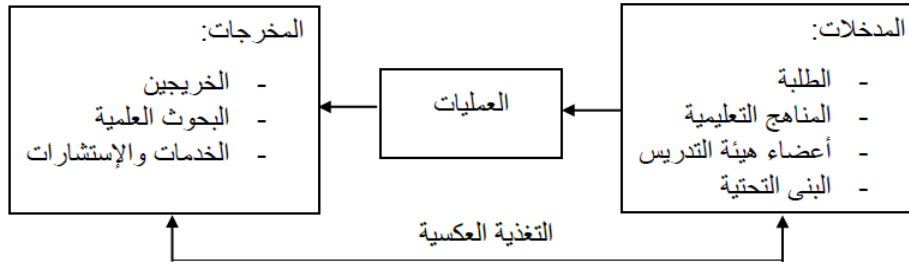 المدخلات:
- الطلبة
- المناهج التعليمية
- أعضاء هيئة التدريس
- البنى التحتية
العمليات
المخرجات:
- الخريجين
- البحوث العلمية
- الخدمات والإستشارات
التغذية العكسية